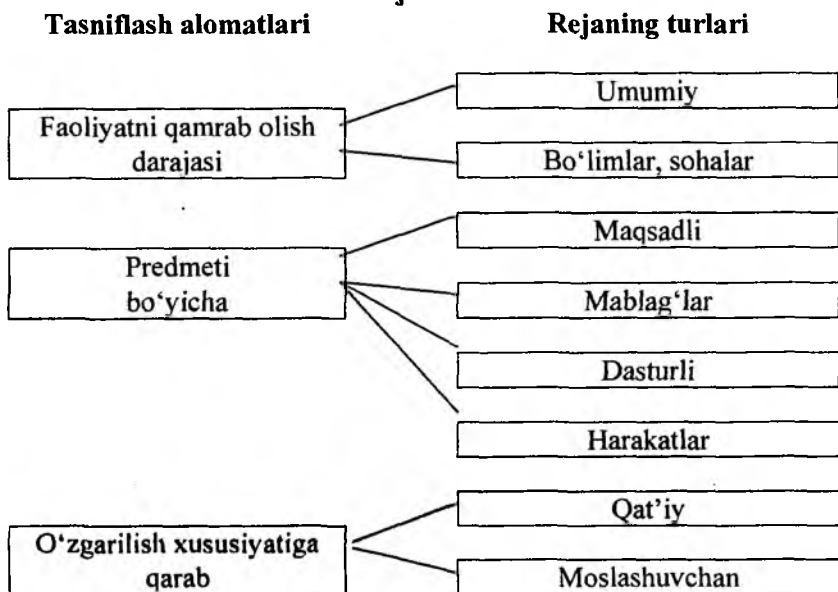 Tasniflash alomatlari
Rejaning turlari
Faoliyatni qamrab olish
darajasi
Umumiy
Bo‘limlar, sohalar
Predmeti
bo‘yicha
Maqsadli
Mablag‘lar
Dasturli
Harakatlar
O‘zgarilish xususiyatiga
qarab
Qat’iy
Moslashuvchan